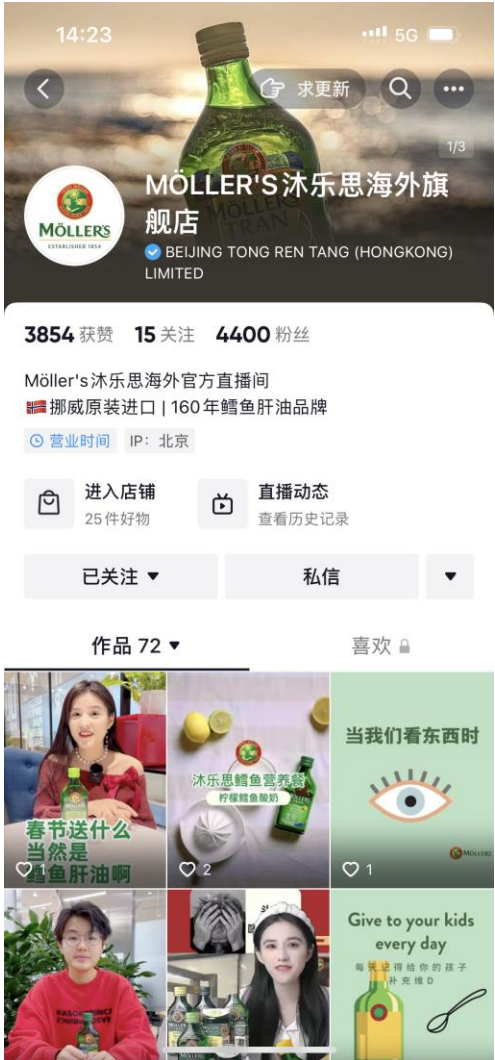 14:23
5G
求更新
1/3
MÖLLER'S沐乐思海外旗
舰店
BEIJING TONG REN TANG (HONGKONG)
LIMITED
MÖLLER'S
ESTABLISHED 1854
MÖLLER'S
TRAN
3854 获赞 15 关注 4400 粉丝
Möller's沐乐思海外官方直播间
🇳🇴挪威原装进口 | 160年鳕鱼肝油品牌
营业时间 IP：北京
进入店铺
25件好物
直播动态
查看历史记录
已关注
私信
作品 72
喜欢
春节送什么
当然是
鳕鱼肝油啊
1
沐乐思鳕鱼营养餐
柠檬鳕鱼酸奶
2
当我们看东西时
MÖLLER'S
1
Give to your kids
every day
每天记得给你的孩子
补充维D